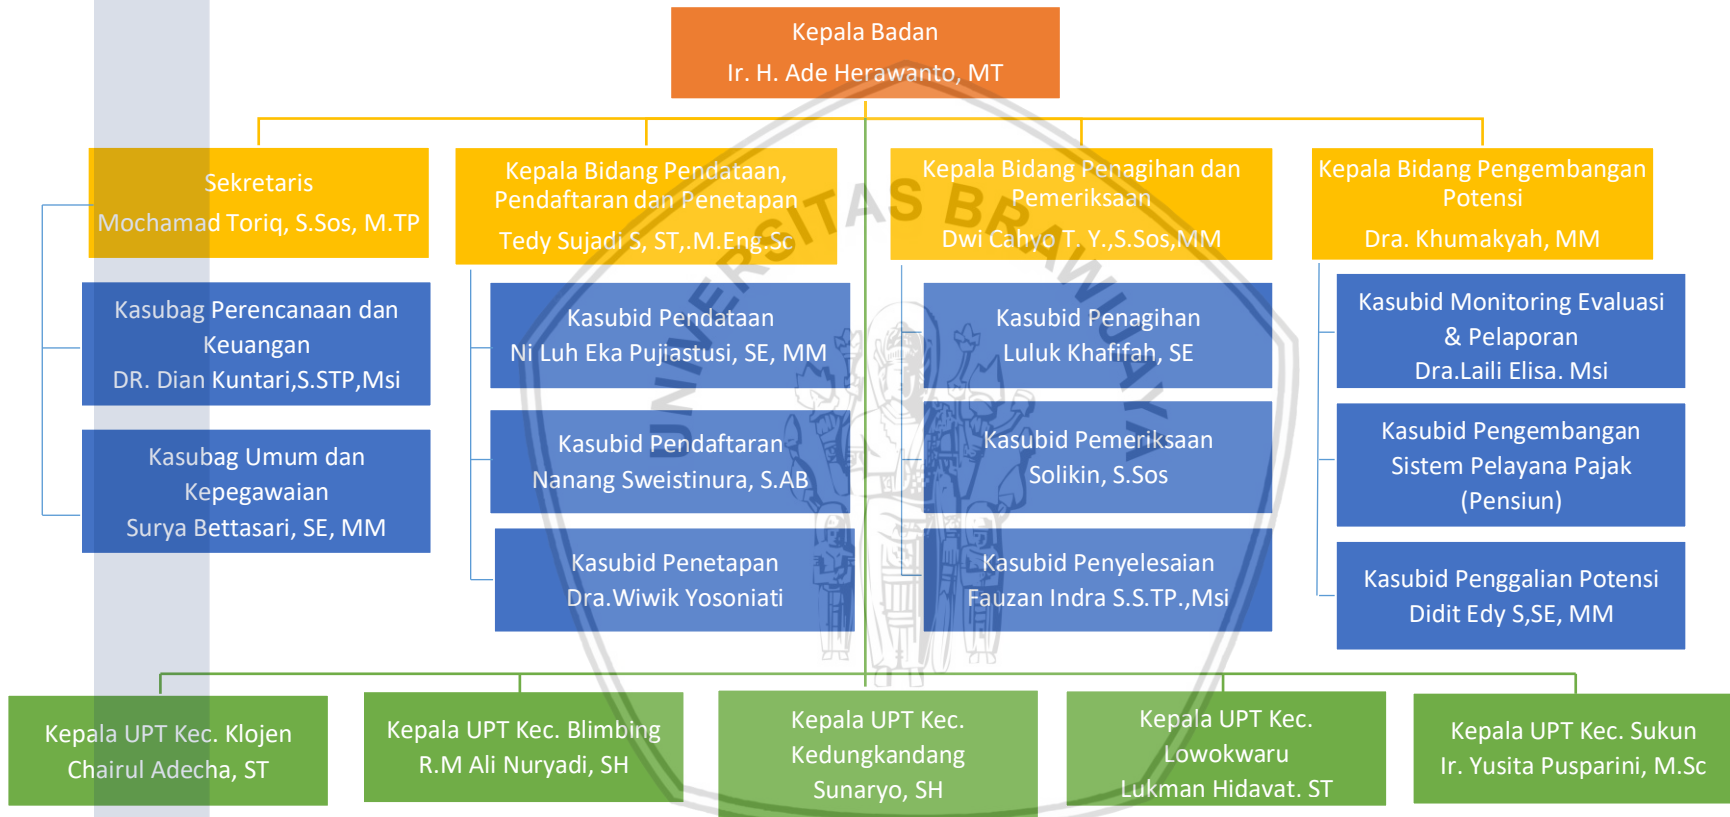 Kepala Badan
Ir. H. Ade Herawanto, MT
Sekretaris
Mochamad Toriq, S.Sos, M.TP
Kepala Bidang Pendataan,
Pendaftaran dan Penetapan
Tedy Sujadi S, ST,.M.Eng.Sc
Kepala Bidang Penagihan dan
Pemeriksaan
Dwi Cahyo T. Y.,S.Sos,MM
Kepala Bidang Pengembangan
Potensi
Dra. Khumakyah, MM
Kasubag Perencanaan dan
Keuangan
DR. Dian Kuntari,S.STP,Msi
Kasubag Umum dan
Kepegawaian
Surya Bettasari, SE, MM
Kasubid Pendataan
Ni Luh Eka Pujiastusi, SE, MM
Kasubid Pendaftaran
Nanang Sweistinura, S.AB
Kasubid Penetapan
Dra.Wiwik Yosoniati
Kasubid Penagihan
Luluk Khafifah, SE
Kasubid Pemeriksaan
Solikin, S.Sos
Kasubid Penyelesaian
Fauzan Indra S.S.TP.,Msi
Kasubid Monitoring Evaluasi
& Pelaporan
Dra.Laili Elisa. Msi
Kasubid Pengembangan
Sistem Pelayana Pajak
(Pensiun)
Kasubid Penggalian Potensi
Didit Edy S,SE, MM
Kepala UPT Kec. Klojen
Chairul Adecha, ST
Kepala UPT Kec. Blimbing
R.M Ali Nuryadi, SH
Kepala UPT Kec.
Kedungkandang
Sunaryo, SH
Kepala UPT Kec.
Lowokwaru
Lukman Hidayat. ST
Kepala UPT Kec. Sukun
Ir. Yusita Pusparini, M.Sc
UNIVERSITAS BRAWIJAYA